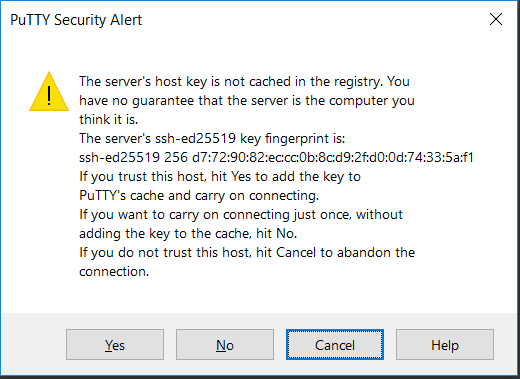 PuTTY Security Alert
The server's host key is not cached in the registry. You
have no guarantee that the server is the computer you
think it is.
The server's ssh-ed25519 key fingerprint is:
ssh-ed25519 256 d7:72:90:82:ec:cc:0b:8c:d9:2f:d0:0d:74:33:5a:f1
If you trust this host, hit Yes to add the key to
PuTTY's cache and carry on connecting.
If you want to carry on connecting just once, without
adding the key to the cache, hit No.
If you do not trust this host, hit Cancel to abandon the
connection.
Yes No Cancel Help